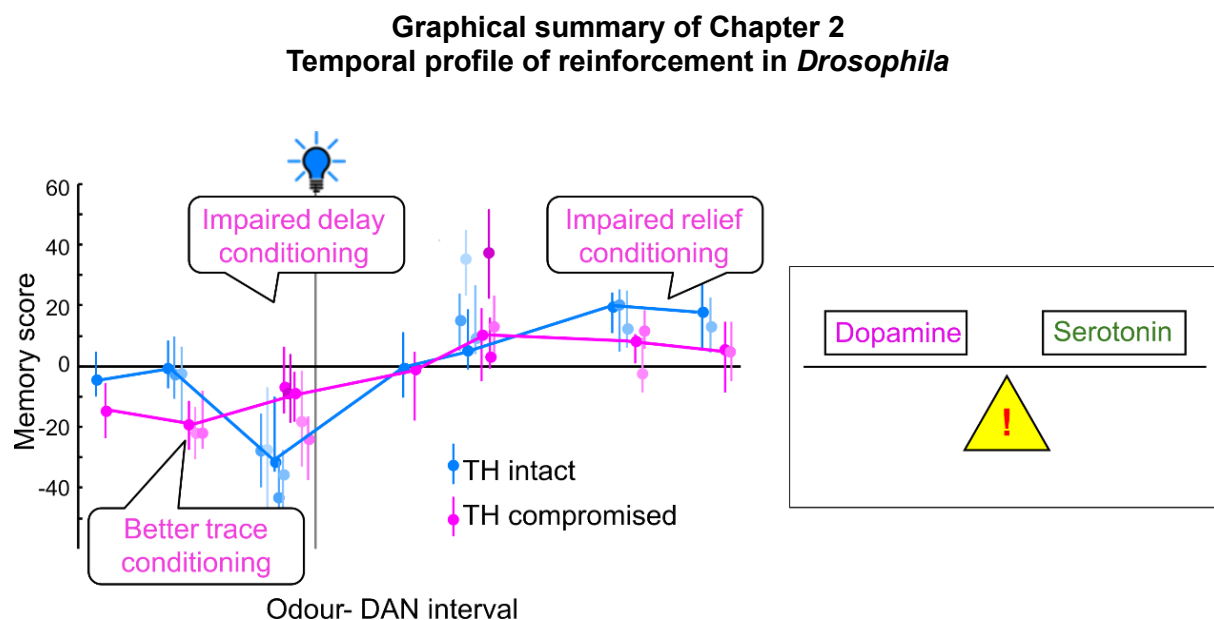 Graphical summary of Chapter 2
Temporal profile of reinforcement in Drosophila
60
40
20
0
-20
-40
Memory score
Impaired delay
conditioning
Impaired relief
conditioning
Better trace
conditioning
TH intact
TH compromised
Odour- DAN interval
Dopamine
Serotonin
!